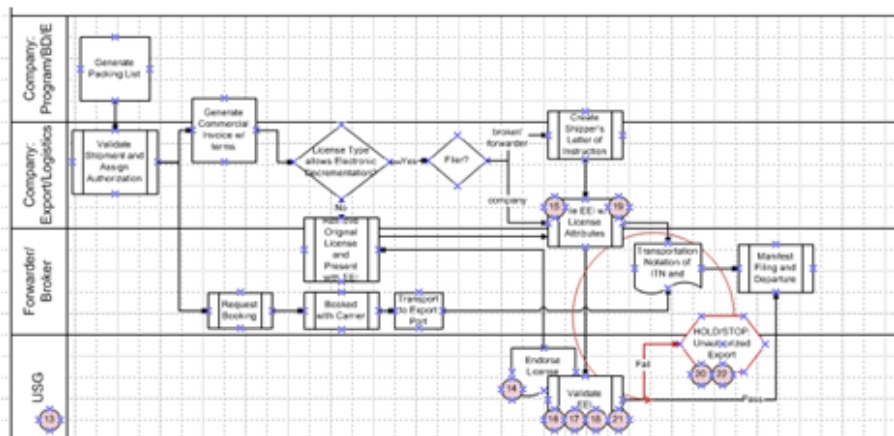 Company:
Program/BD/E
Generate
Packing List
Company:
Export/Logistics
Validate
Shipment and
Assign
Authorization
Generate
Commercial
Invoice w/
terms
License Type
allows Electronic
Decrementation?
Yes
No
Filer?
broker/
forwarder
company
Create
Shipper's
Letter of
Instruction
15
19
File EEI w/
License
Attributes
Forwarder/
Broker
Original
License
and
Present
with EEI
Request
Booking
Booked
with Carrier
Transport
to Export
Port
Transportation
Notation of
ITN and
Manifest
Filing and
Departure
USG
13
Endorse
License
14
Validate
EEI
16
17
18
21
Fail
HOLD/STOP:
Unauthorized
Export
20
22
Pass